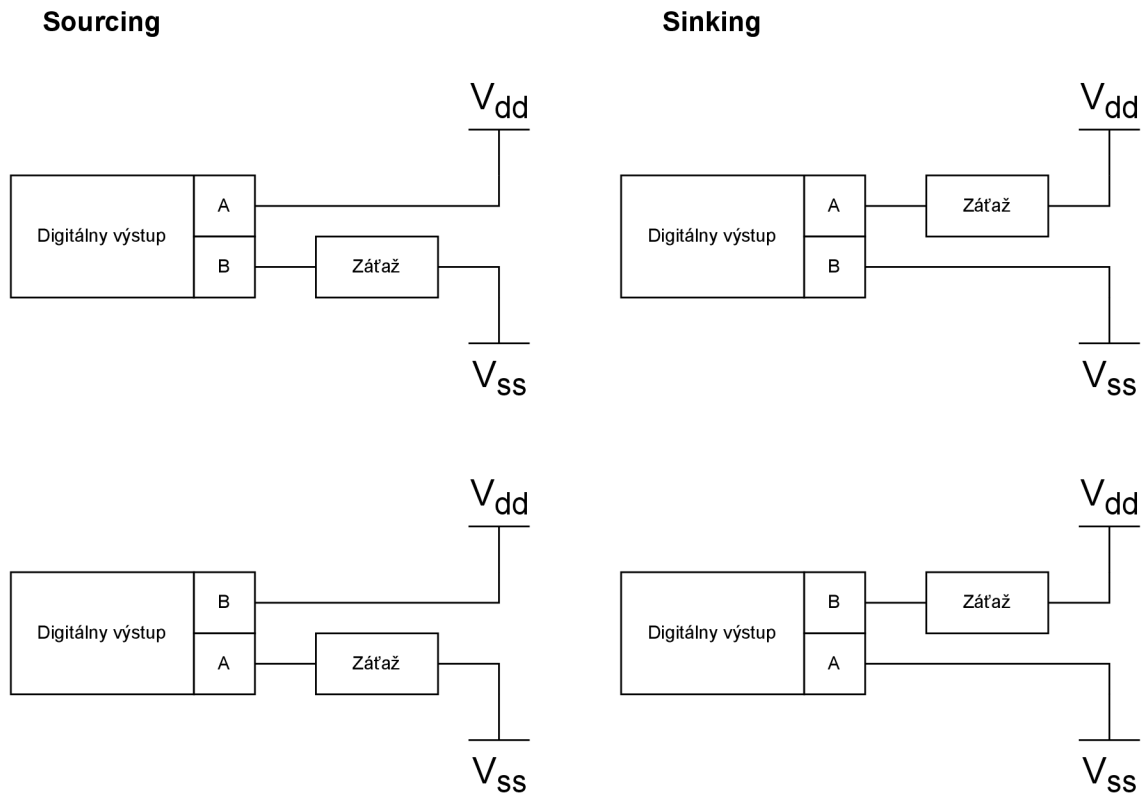 Sourcing
Sinking
Vdd
Vdd
Digitálny výstup
A
B
Záťaž
Digitálny výstup
A
B
Záťaž
Vss
Vss
Vdd
Vdd
Digitálny výstup
B
A
Záťaž
Digitálny výstup
B
A
Záťaž
Vss
Vss